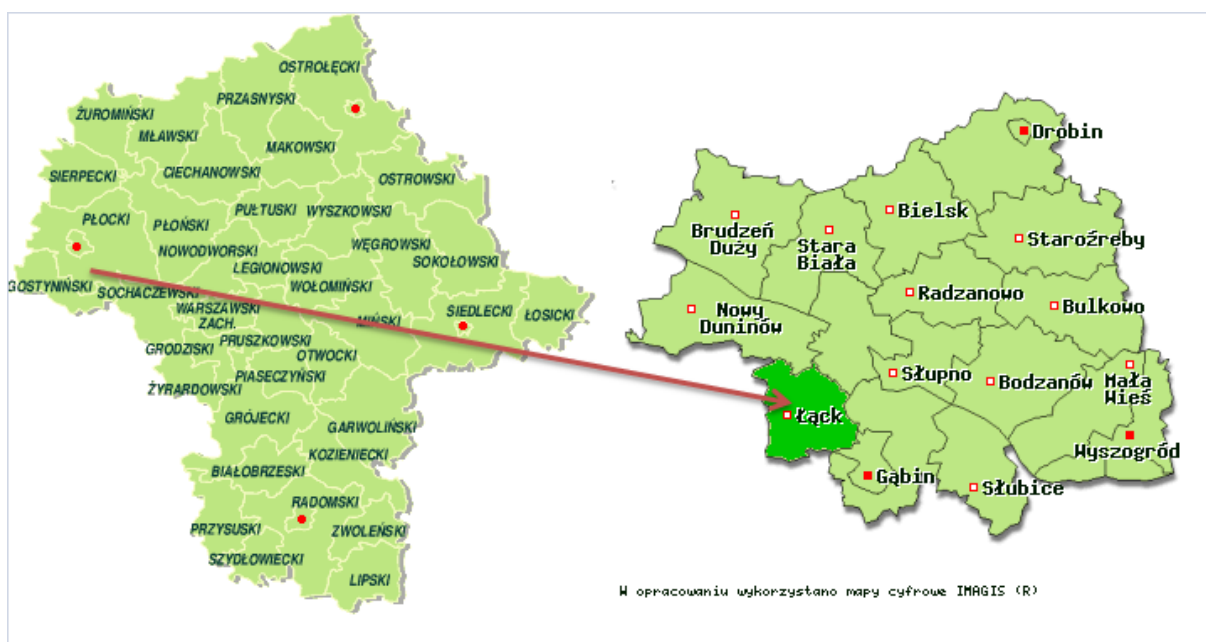 OSTROŁĘCKI
PRZASNYSKI
ŻUROMIŃSKI
MŁAWSKI
MAKOWSKI
CIECHANOWSKI
SIERPECKI
OSTROWSKI
PUŁTUSKI
WYSZKOWSKI
PŁOCKI
PŁOŃSKI
NOWODWORSKI
WĘGROWSKI
SOKOŁOWSKI
LEGIONOWSKI
WOŁOMIŃSKI
GOSTYNIŃSKI
SOCHACZEWSKI
WARSZAWSKI
ZACH.
MIŃSKI
SIEDLECKI
ŁOSICKI
PRUSZKOWSKI
GRODZISKI
OTWOCKI
PIASECZYŃSKI
ŻYRARDOWSKI
GRÓJECKI
GARWOLIŃSKI
KOZIENIECKI
BIAŁOBRZESKI
RADOMSKI
PRZYSUSKI
ZWOLEŃSKI
SZYDŁOWIECKI
LIPSKI
Drobin
Bielsk
Brudzeń
Duży
Stara
Biała
Staroźreby
Radzanowo
Bulkowo
Nowy
Duninów
Słupno
Bodzanów
Mała
Wieś
Łąck
Wyszogród
Gąbin
Słubice
W opracowaniu wykorzystano mapy cyfrowe IMAGIS (R)